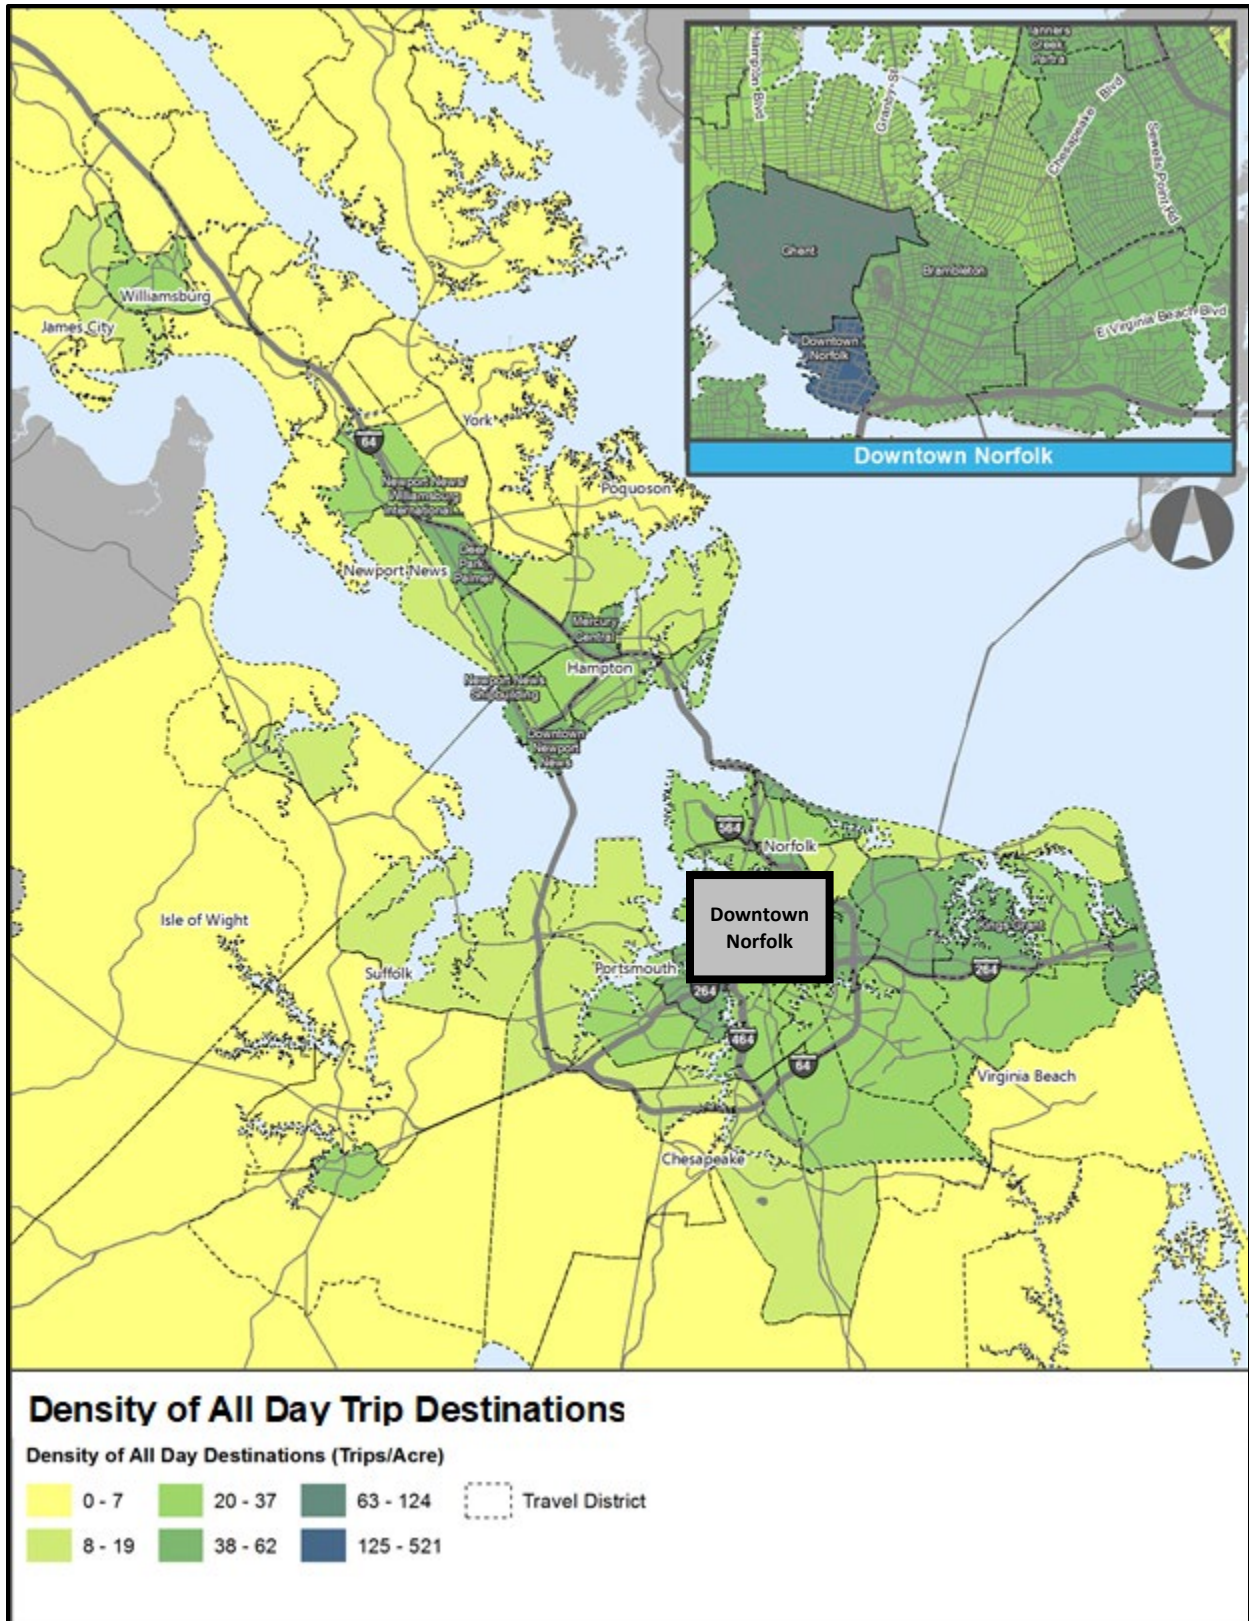 Hampton Blvd
Granby St
Tanners
Creek
Chesapeake Blvd
Sewells Point Rd
Ghent
Brambleton
E Virginia Beach Blvd
Downtown
Norfolk
Downtown Norfolk
Williamsburg
James City
York
64
Newport News/
Williamsburg
International...
Poquoson
Deer
Park
Palmer
Newport News
Mercury
Central
Hampton
Newport News
Shipbuilding
Downtown
Newport
News
564
Norfolk
Downtown
Norfolk
Isle of Wight
Kings Grant
Suffolk
Portsmouth
264
264
464
64
Virginia Beach
Chesapeake
Density of All Day Trip Destinations
Density of All Day Destinations (Trips/Acre)
0 - 7 20 - 37 63 - 124 Travel District
8 - 19 38 - 62 125 - 521